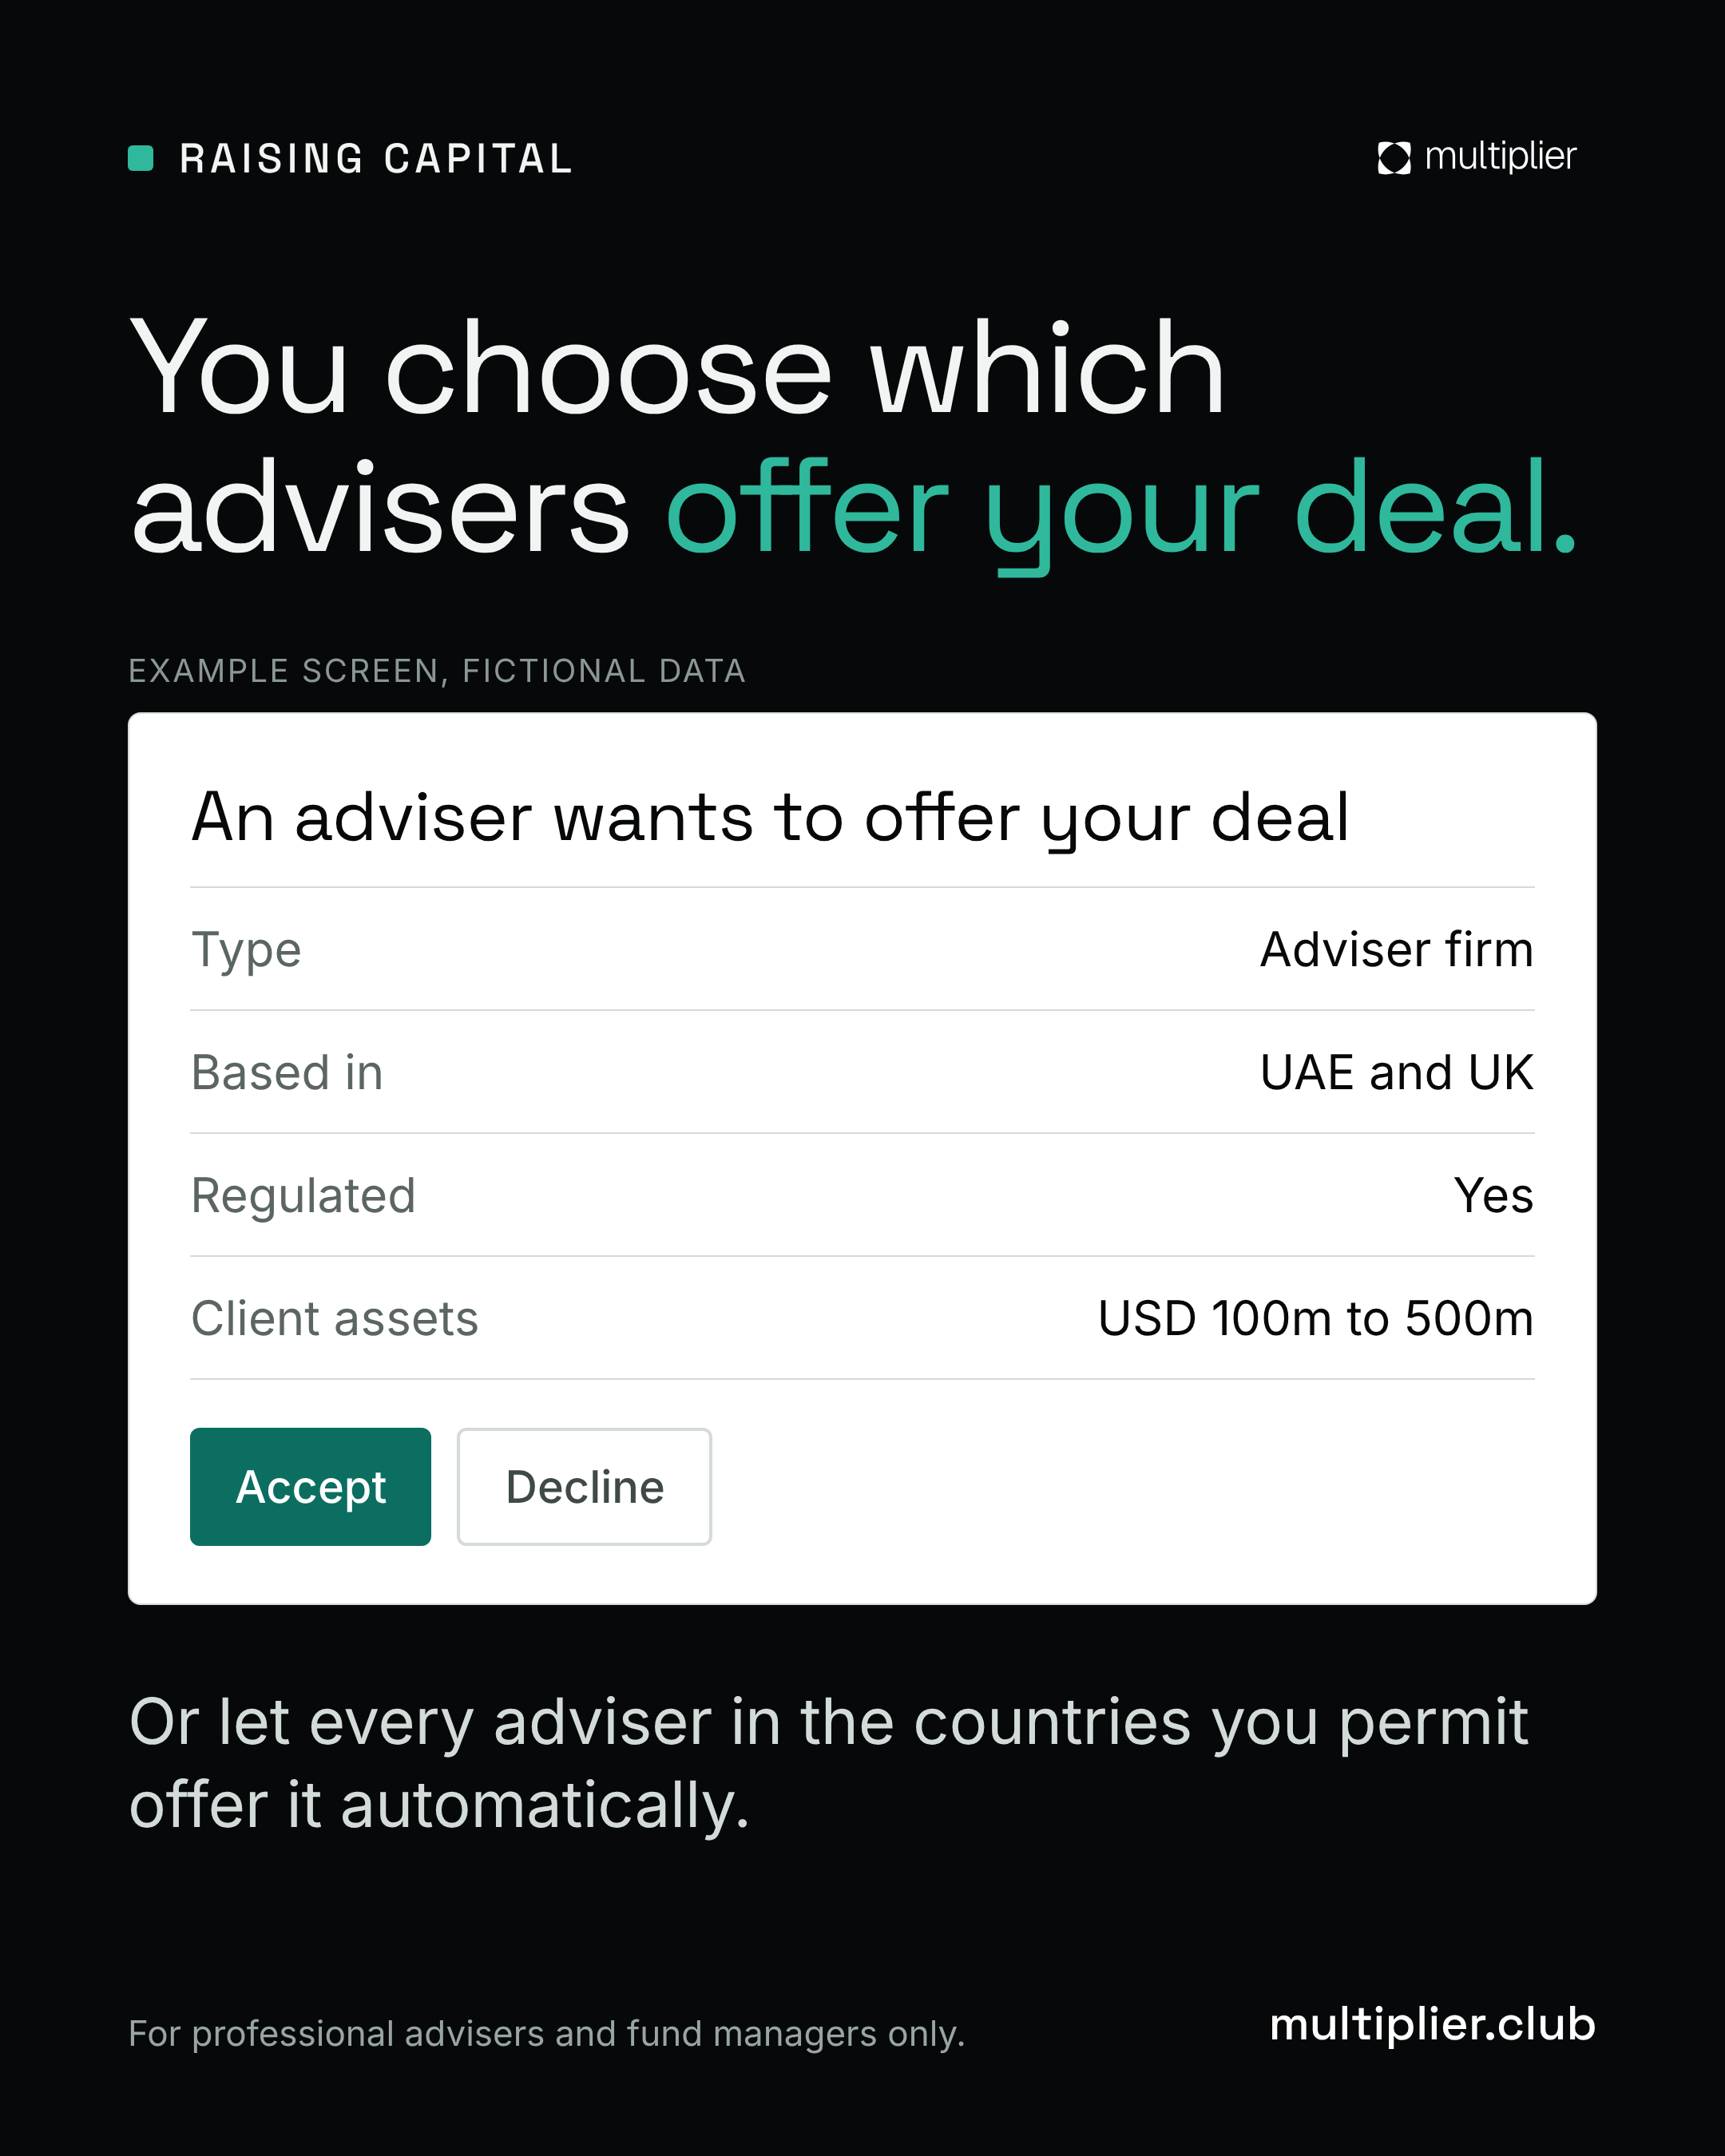 RAISING CAPITAL
multiplier
You choose which
advisers offer your deal.
EXAMPLE SCREEN, FICTIONAL DATA
An adviser wants to offer your deal
Type Adviser firm
Based in UAE and UK
Regulated Yes
Client assets USD 100m to 500m
Accept Decline
Or let every adviser in the countries you permit
offer it automatically.
For professional advisers and fund managers only.
multiplier.club